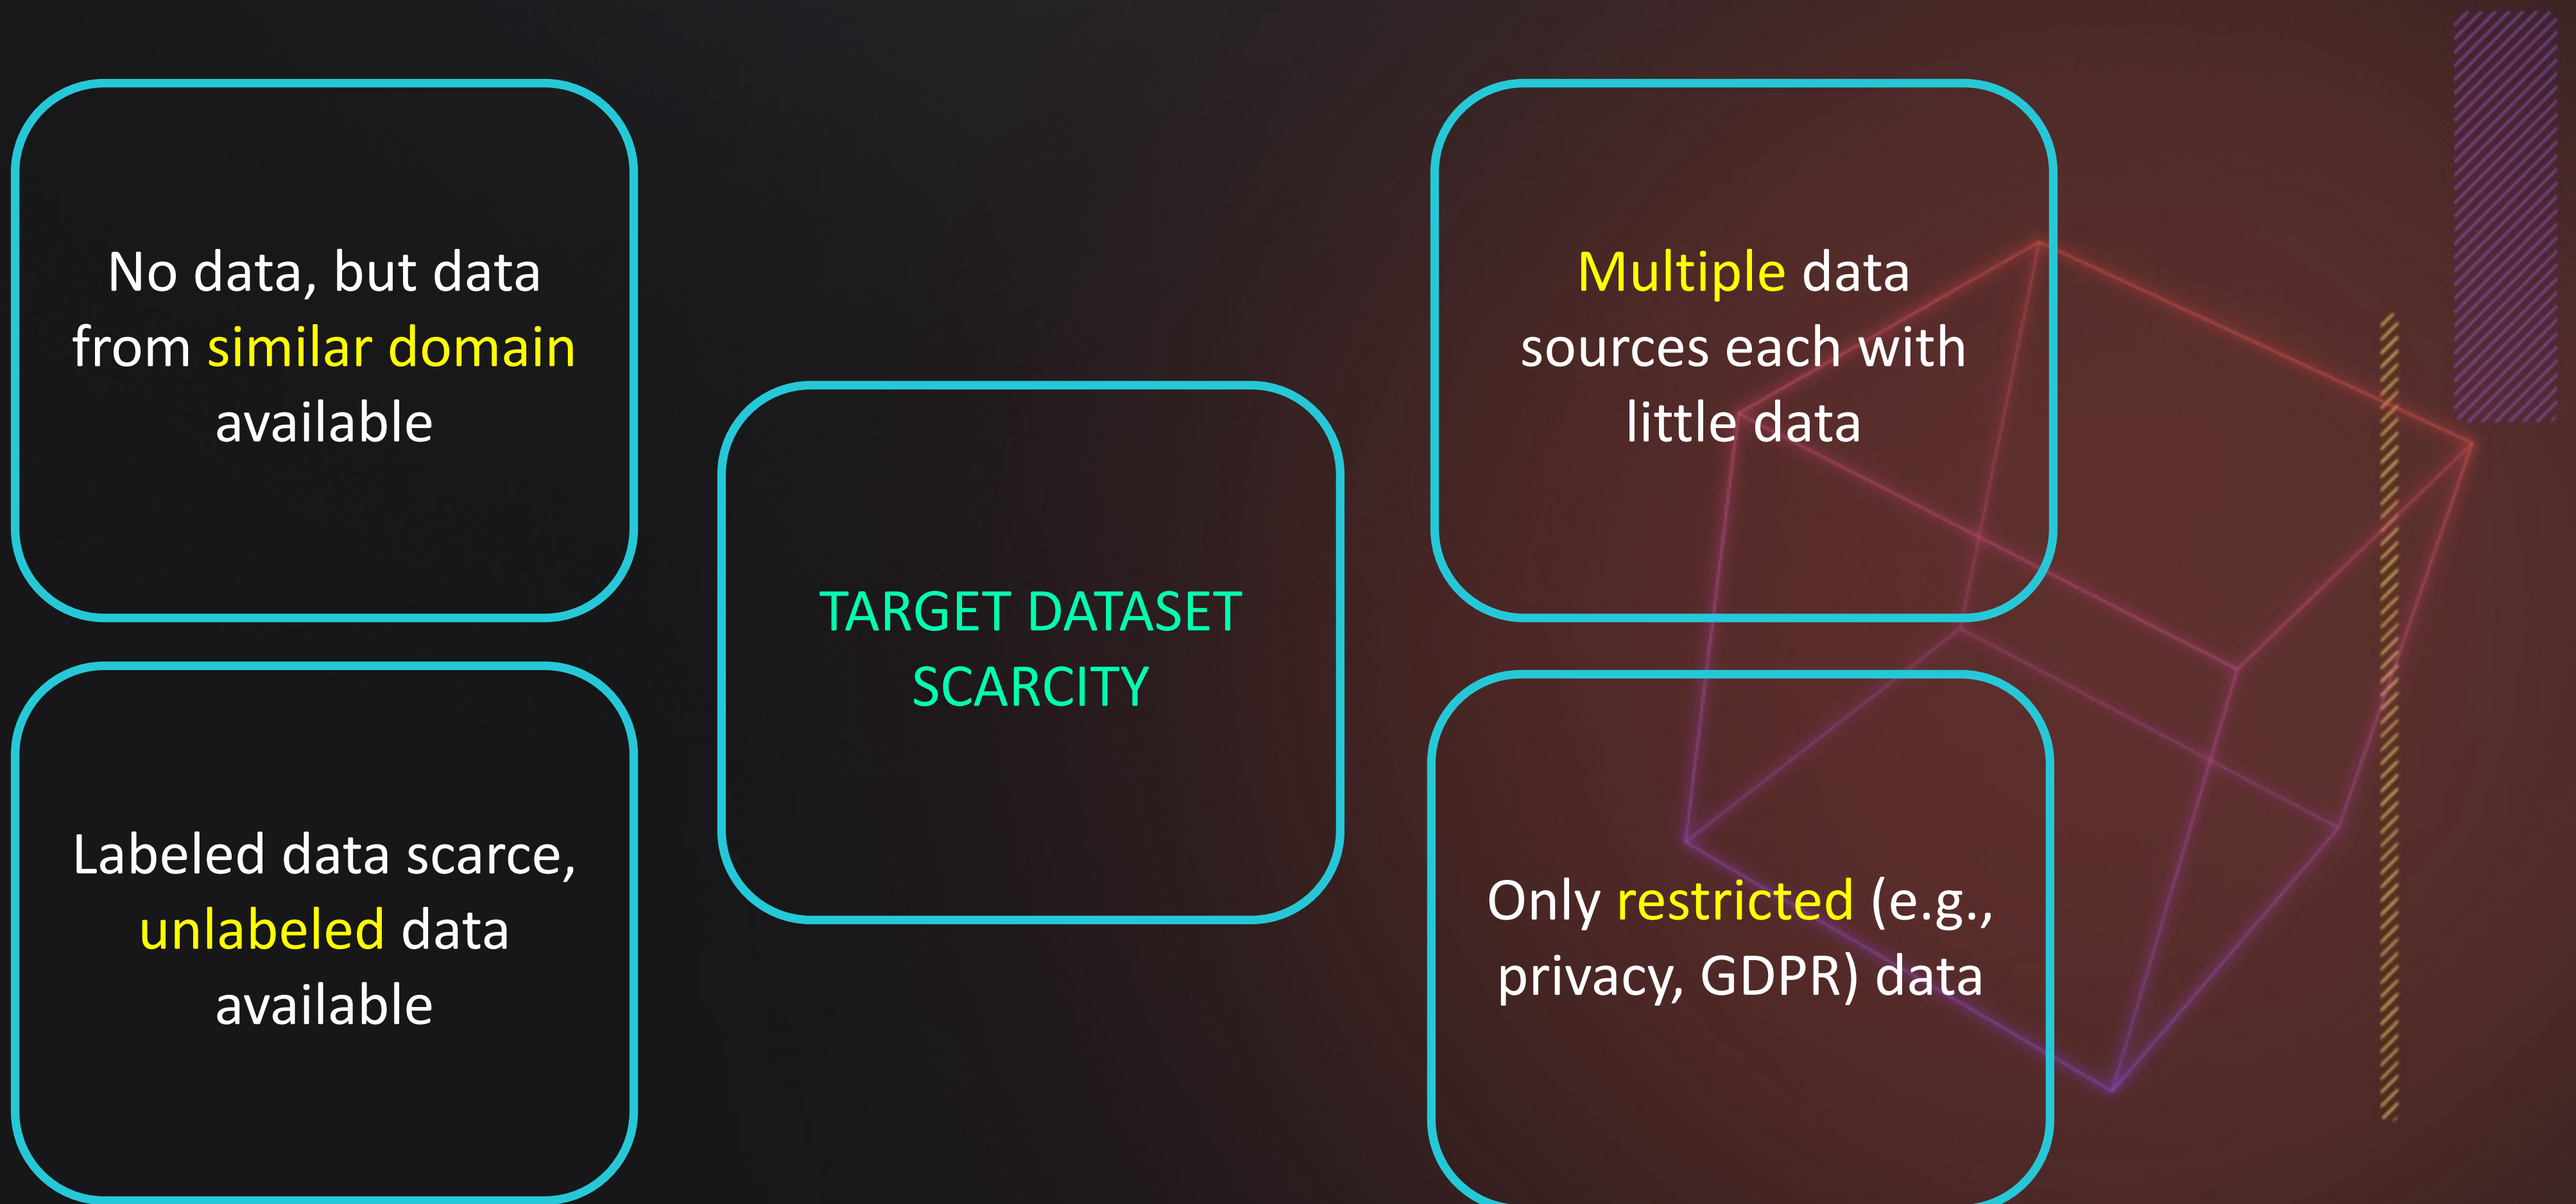 No data, but data
from similar domain
available
Labeled data scarce,
unlabeled data
available
TARGET DATASET
SCARCITY
Multiple data
sources each with
little data
Only restricted (e.g.,
privacy, GDPR) data